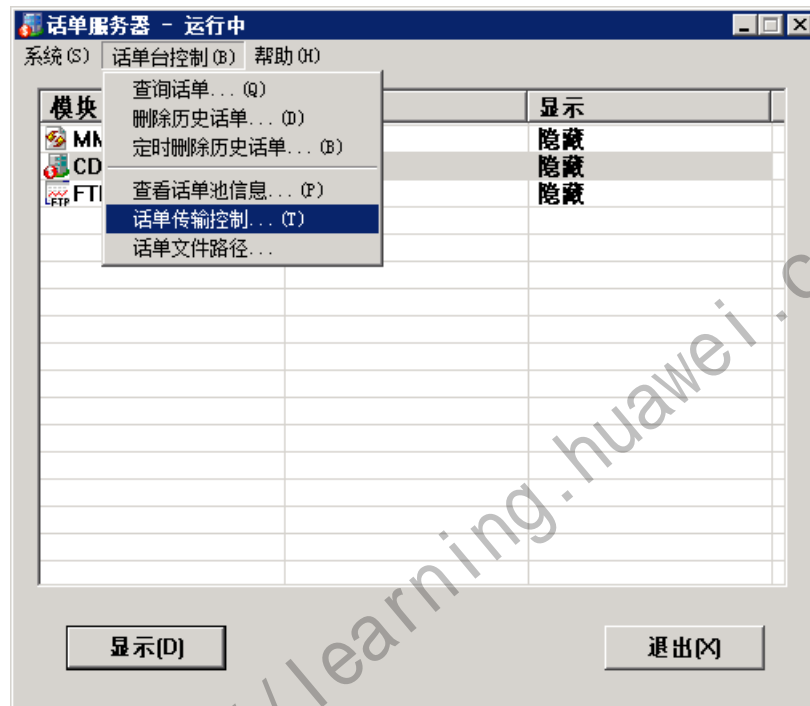 话单服务器 - 运行中
系统(S) 话单台控制(B) 帮助(H)
查询话单...(Q)
删除历史话单...(D)
定时删除历史话单...(B)
查看话单池信息...(P)
话单传输控制...(T)
话单文件路径...
模块 显示
MM 隐藏
CD 隐藏
FTP 隐藏
显示(D) 退出(X)
/learning.huawei.c